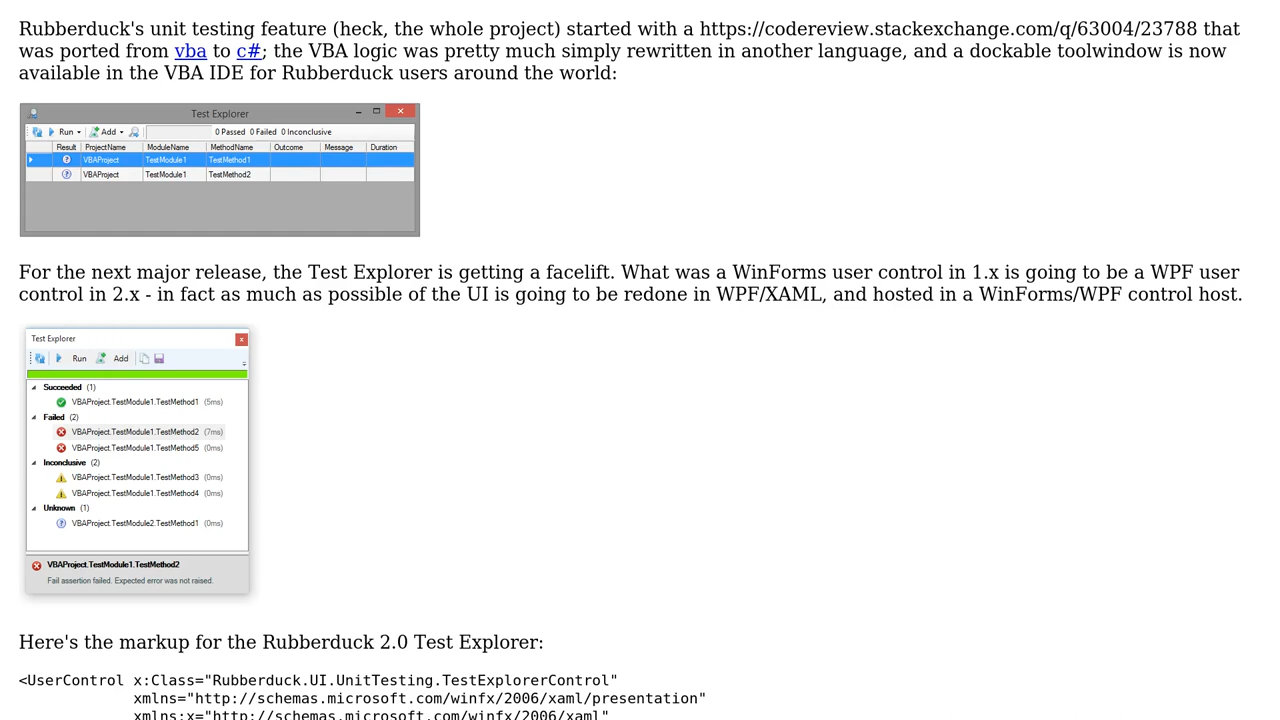 Rubberduck's unit testing feature (heck, the whole project) started with a https://codereview.stackexchange.com/q/63004/23788 that
was ported from vba to c#; the VBA logic was pretty much simply rewritten in another language, and a dockable toolwindow is now
available in the VBA IDE for Rubberduck users around the world:
Test Explorer
Run Add 0 Passed 0 Failed 0 Inconclusive
Result ProjectName ModuleName MethodName Outcome Message Duration
VBAProject TestModule1 TestMethod1
VBAProject TestModule1 TestMethod2
For the next major release, the Test Explorer is getting a facelift. What was a WinForms user control in 1.x is going to be a WPF user
control in 2.x - in fact as much as possible of the UI is going to be redone in WPF/XAML, and hosted in a WinForms/WPF control host.
Test Explorer
Run Add
Succeeded (1)
VBAProject.TestModule1.TestMethod1 (5ms)
Failed (2)
VBAProject.TestModule1.TestMethod2 (7ms)
VBAProject.TestModule1.TestMethod5 (0ms)
Inconclusive (2)
VBAProject.TestModule1.TestMethod3 (0ms)
VBAProject.TestModule1.TestMethod4 (0ms)
Unknown (1)
VBAProject.TestModule2.TestMethod1 (0ms)
VBAProject.TestModule1.TestMethod2
Fail assertion failed. Expected error was not raised.
Here's the markup for the Rubberduck 2.0 Test Explorer:
<UserControl x:Class="Rubberduck.UI.UnitTesting.TestExplorerControl"
xmlns="http://schemas.microsoft.com/winfx/2006/xaml/presentation"
xmlns:x="http://schemas.microsoft.com/winfx/2006/xaml"